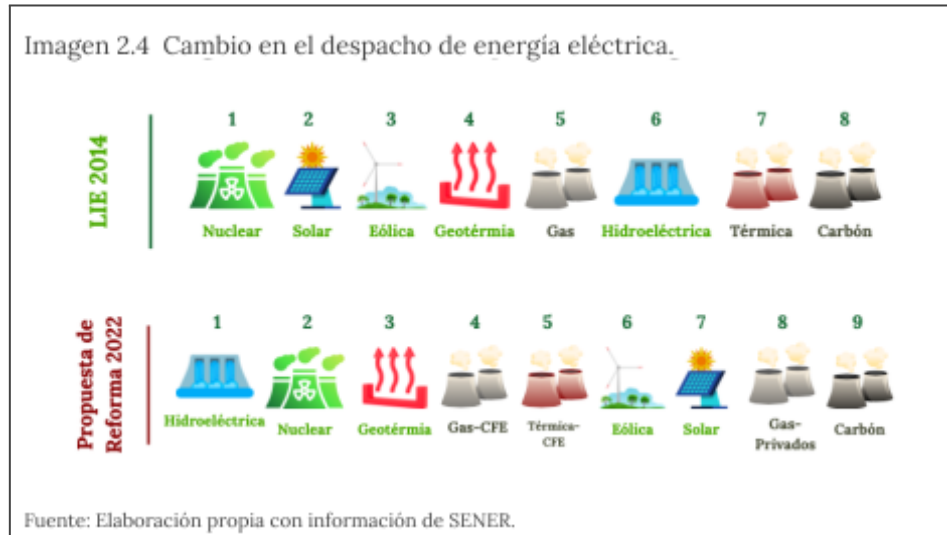 Imagen 2.4 Cambio en el despacho de energía eléctrica.
LIE 2014
1 2 3 4 5 6 7 8
Nuclear Solar Eólica Geotérmia Gas Hidroeléctrica Térmica Carbón
Propuesta de
Reforma 2022
1 2 3 4 5 6 7 8 9
Hidroeléctrica Nuclear Geotérmia Gas-CFE Térmica- Eólica Solar Gas- Carbón
CFE Privados
Fuente: Elaboración propia con información de SENER.